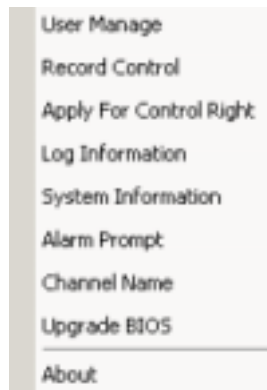 User Manage
Record Control
Apply For Control Right
Log Information
System Information
Alarm Prompt
Channel Name
Upgrade BIOS
About